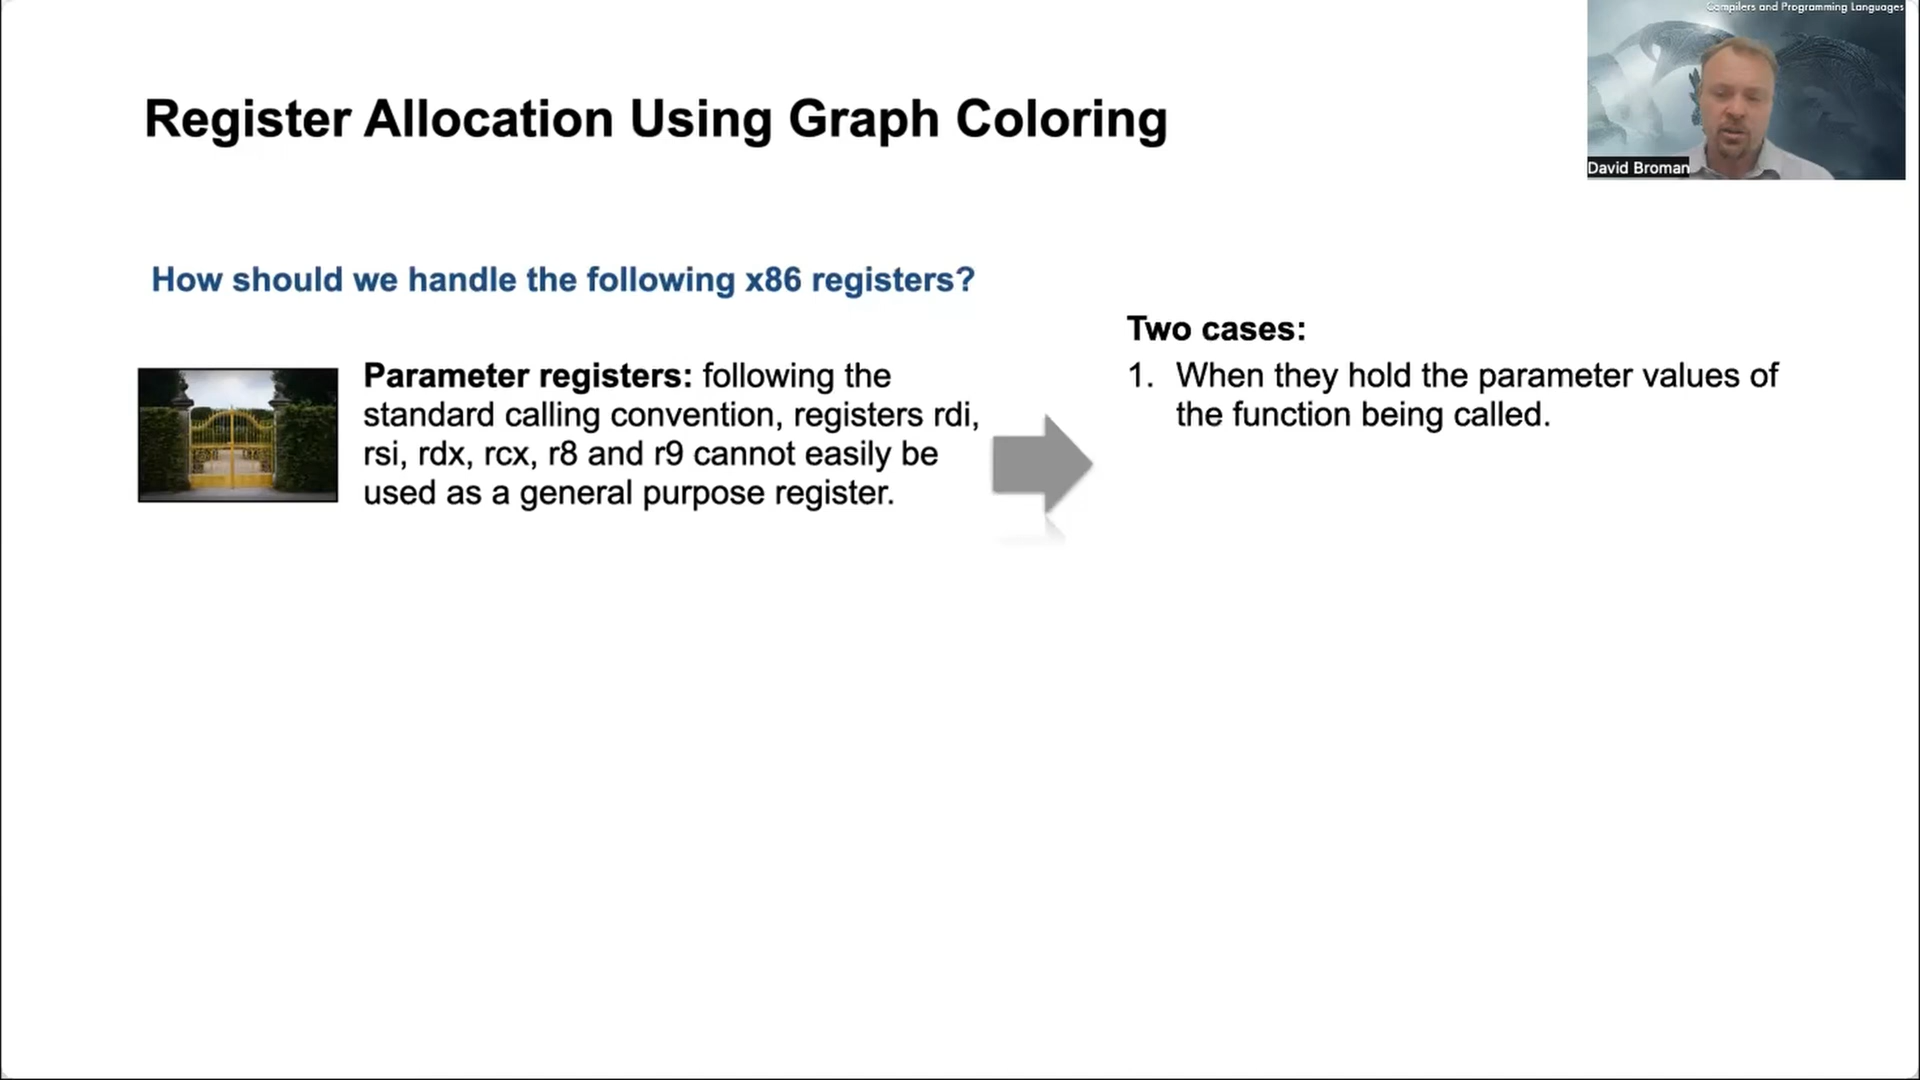 Compilers and Programming Languages
David Broman
Register Allocation Using Graph Coloring
How should we handle the following x86 registers?
Parameter registers: following the
standard calling convention, registers rdi,
rsi, rdx, rcx, r8 and r9 cannot easily be
used as a general purpose register.
Two cases:
1. When they hold the parameter values of
the function being called.